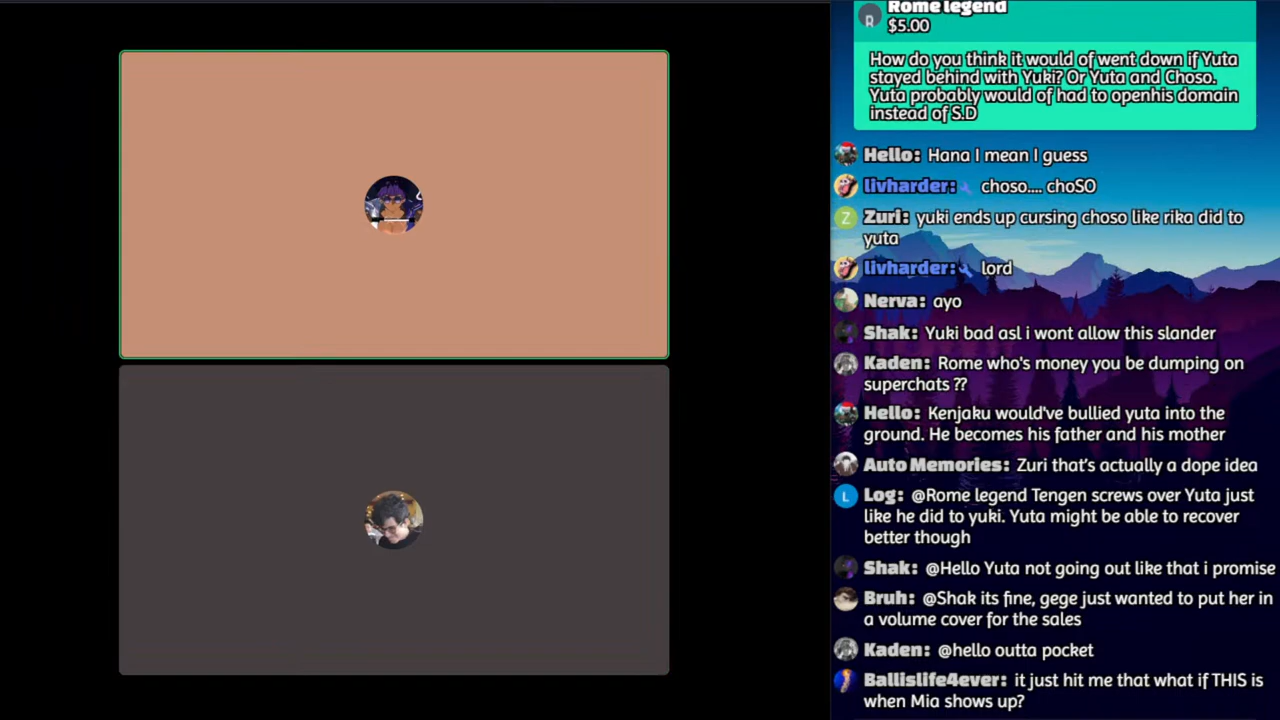 Rome legend
$5.00
How do you think it would of went down if Yuta
stayed behind with Yuki? Or Yuta and Choso.
Yuta probably would of had to openhis domain
instead of S.D
Hello: Hana I mean I guess
livharder: choso.... choSO
Z Zuri: yuki ends up cursing choso like rika did to
yuta
livharder: lord
Nerva: ayo
Shak: Yuki bad asl i wont allow this slander
Kaden: Rome who's money you be dumping on
superchats ??
Hello: Kenjaku would've bullied yuta into the
ground. He becomes his father and his mother
Auto Memories: Zuri that's actually a dope idea
L Log: @Rome legend Tengen screws over Yuta just
like he did to yuki. Yuta might be able to recover
better though
Shak: @Hello Yuta not going out like that i promise
Bruh: @Shak its fine, gege just wanted to put her in
a volume cover for the sales
Kaden: @hello outta pocket
Ballislife4ever: it just hit me that what if THIS is
when Mia shows up?